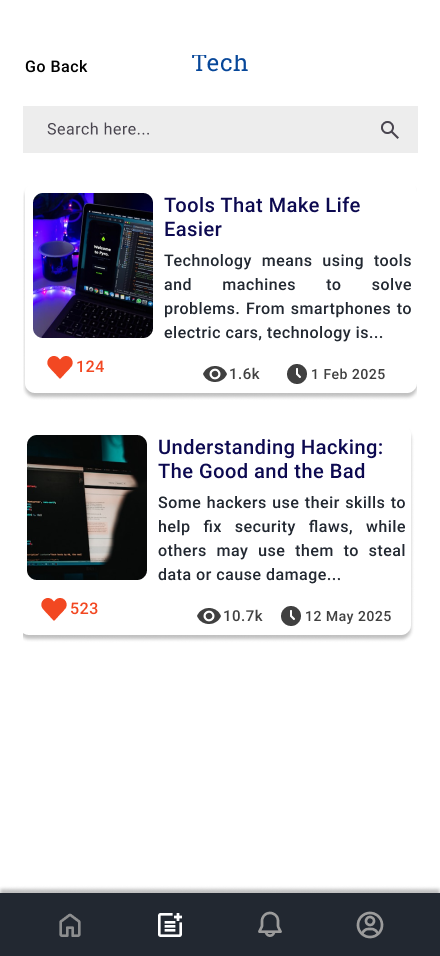 Go Back
Tech
Search here...
Tools That Make Life
Easier
Technology means using tools
and machines to solve
problems. From smartphones to
electric cars, technology is...
124
1.6k
1 Feb 2025
Understanding Hacking:
The Good and the Bad
Some hackers use their skills to
help fix security flaws, while
others may use them to steal
data or cause damage...
523
10.7k
12 May 2025